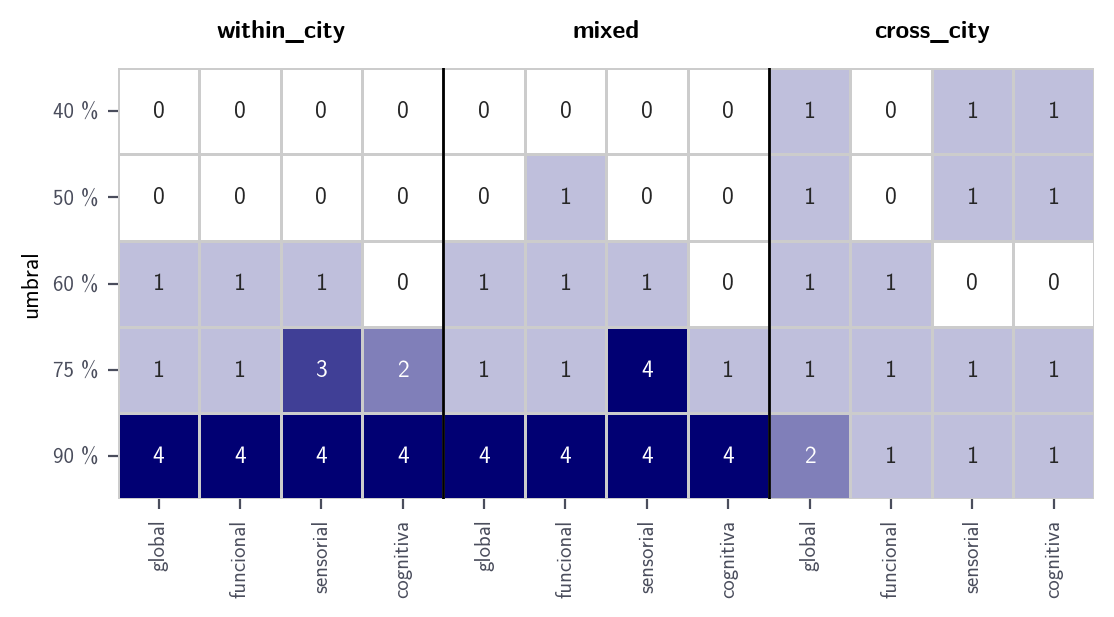 within_city mixed cross_city
40 % 0 0 0 0 0 0 0 0 1 0 1 1
50 % 0 0 0 0 0 1 0 0 1 0 1 1
60 % 1 1 1 0 1 1 1 0 1 1 0 0
75 % 1 1 3 2 1 1 4 1 1 1 1 1
90 % 4 4 4 4 4 4 4 4 2 1 1 1
umbral
global funcional sensorial cognitiva global funcional sensorial cognitiva global funcional sensorial cognitiva